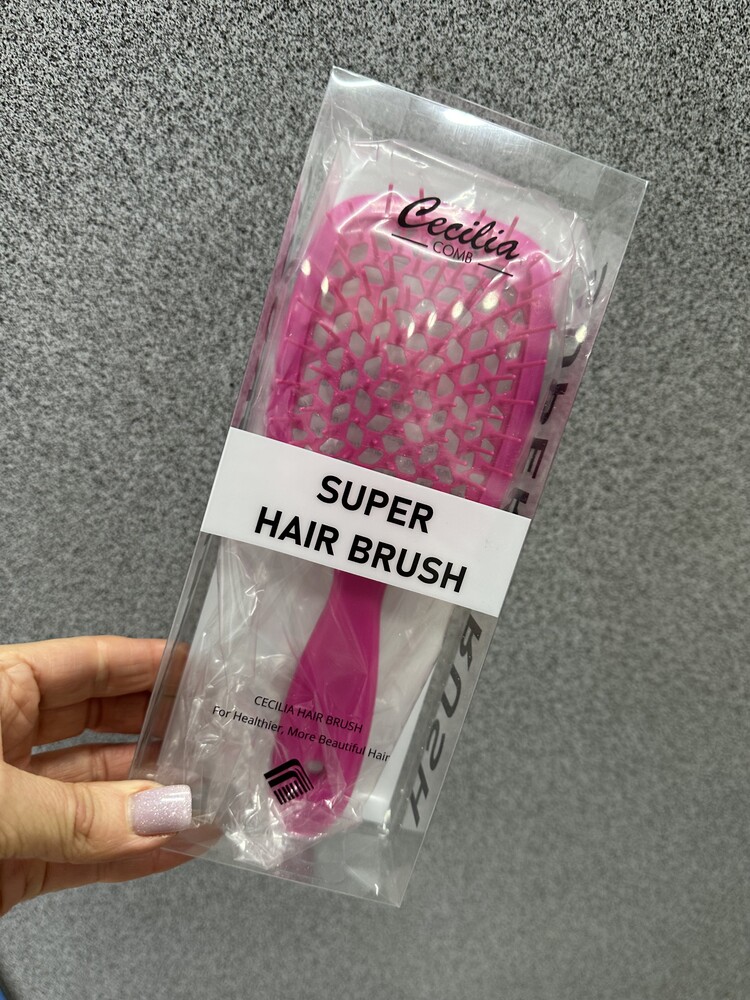 Cecilia
COMB
SUPER
HAIR BRUSH
CECILIA HAIR BRUSH
For Healthier, More Beautiful Hair